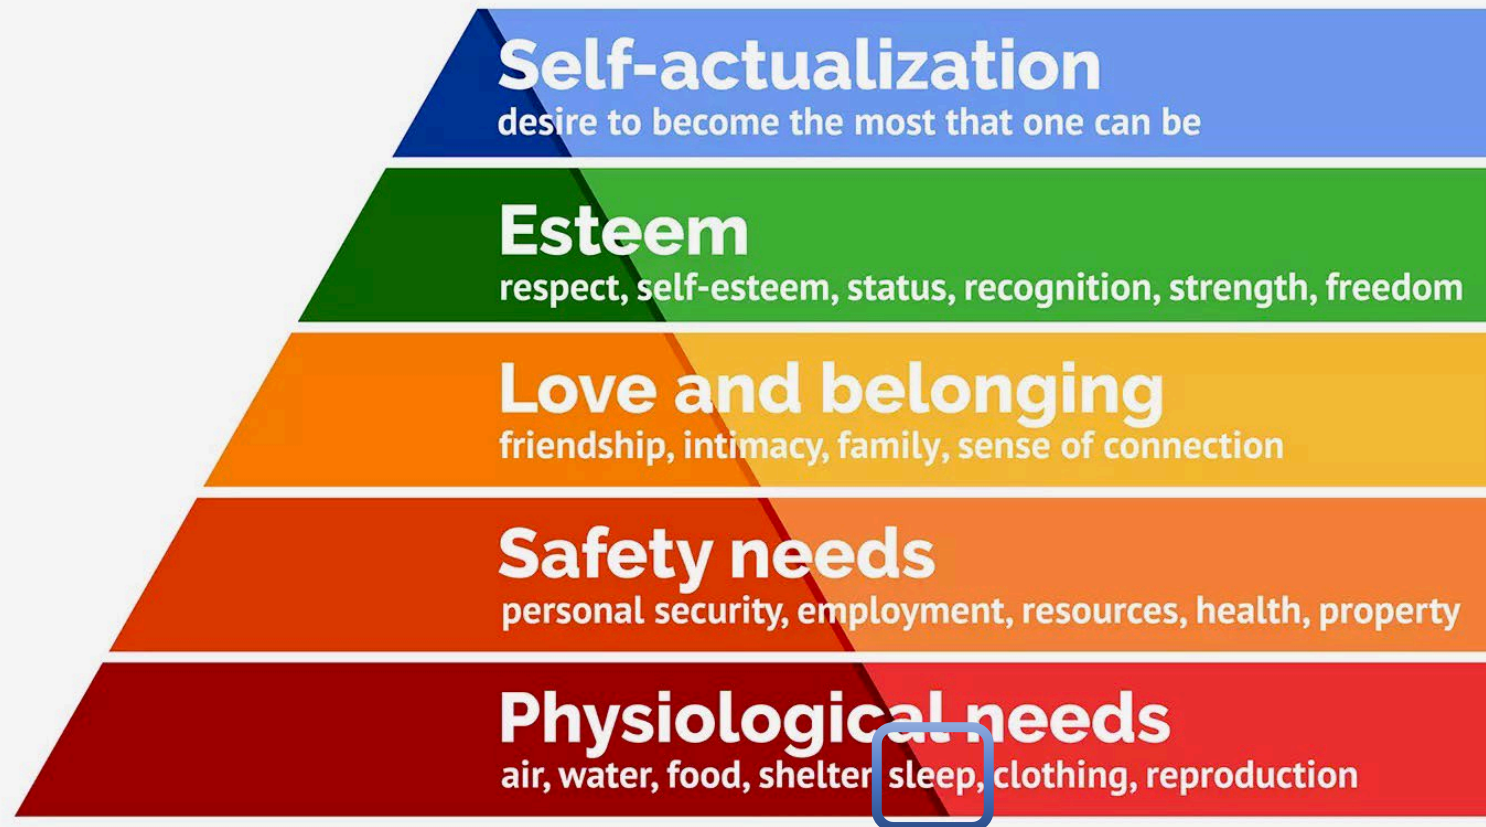 Self-actualization
desire to become the most that one can be
Esteem
respect, self-esteem, status, recognition, strength, freedom
Love and belonging
friendship, intimacy, family, sense of connection
Safety needs
personal security, employment, resources, health, property
Physiological needs
air, water, food, shelter, sleep, clothing, reproduction